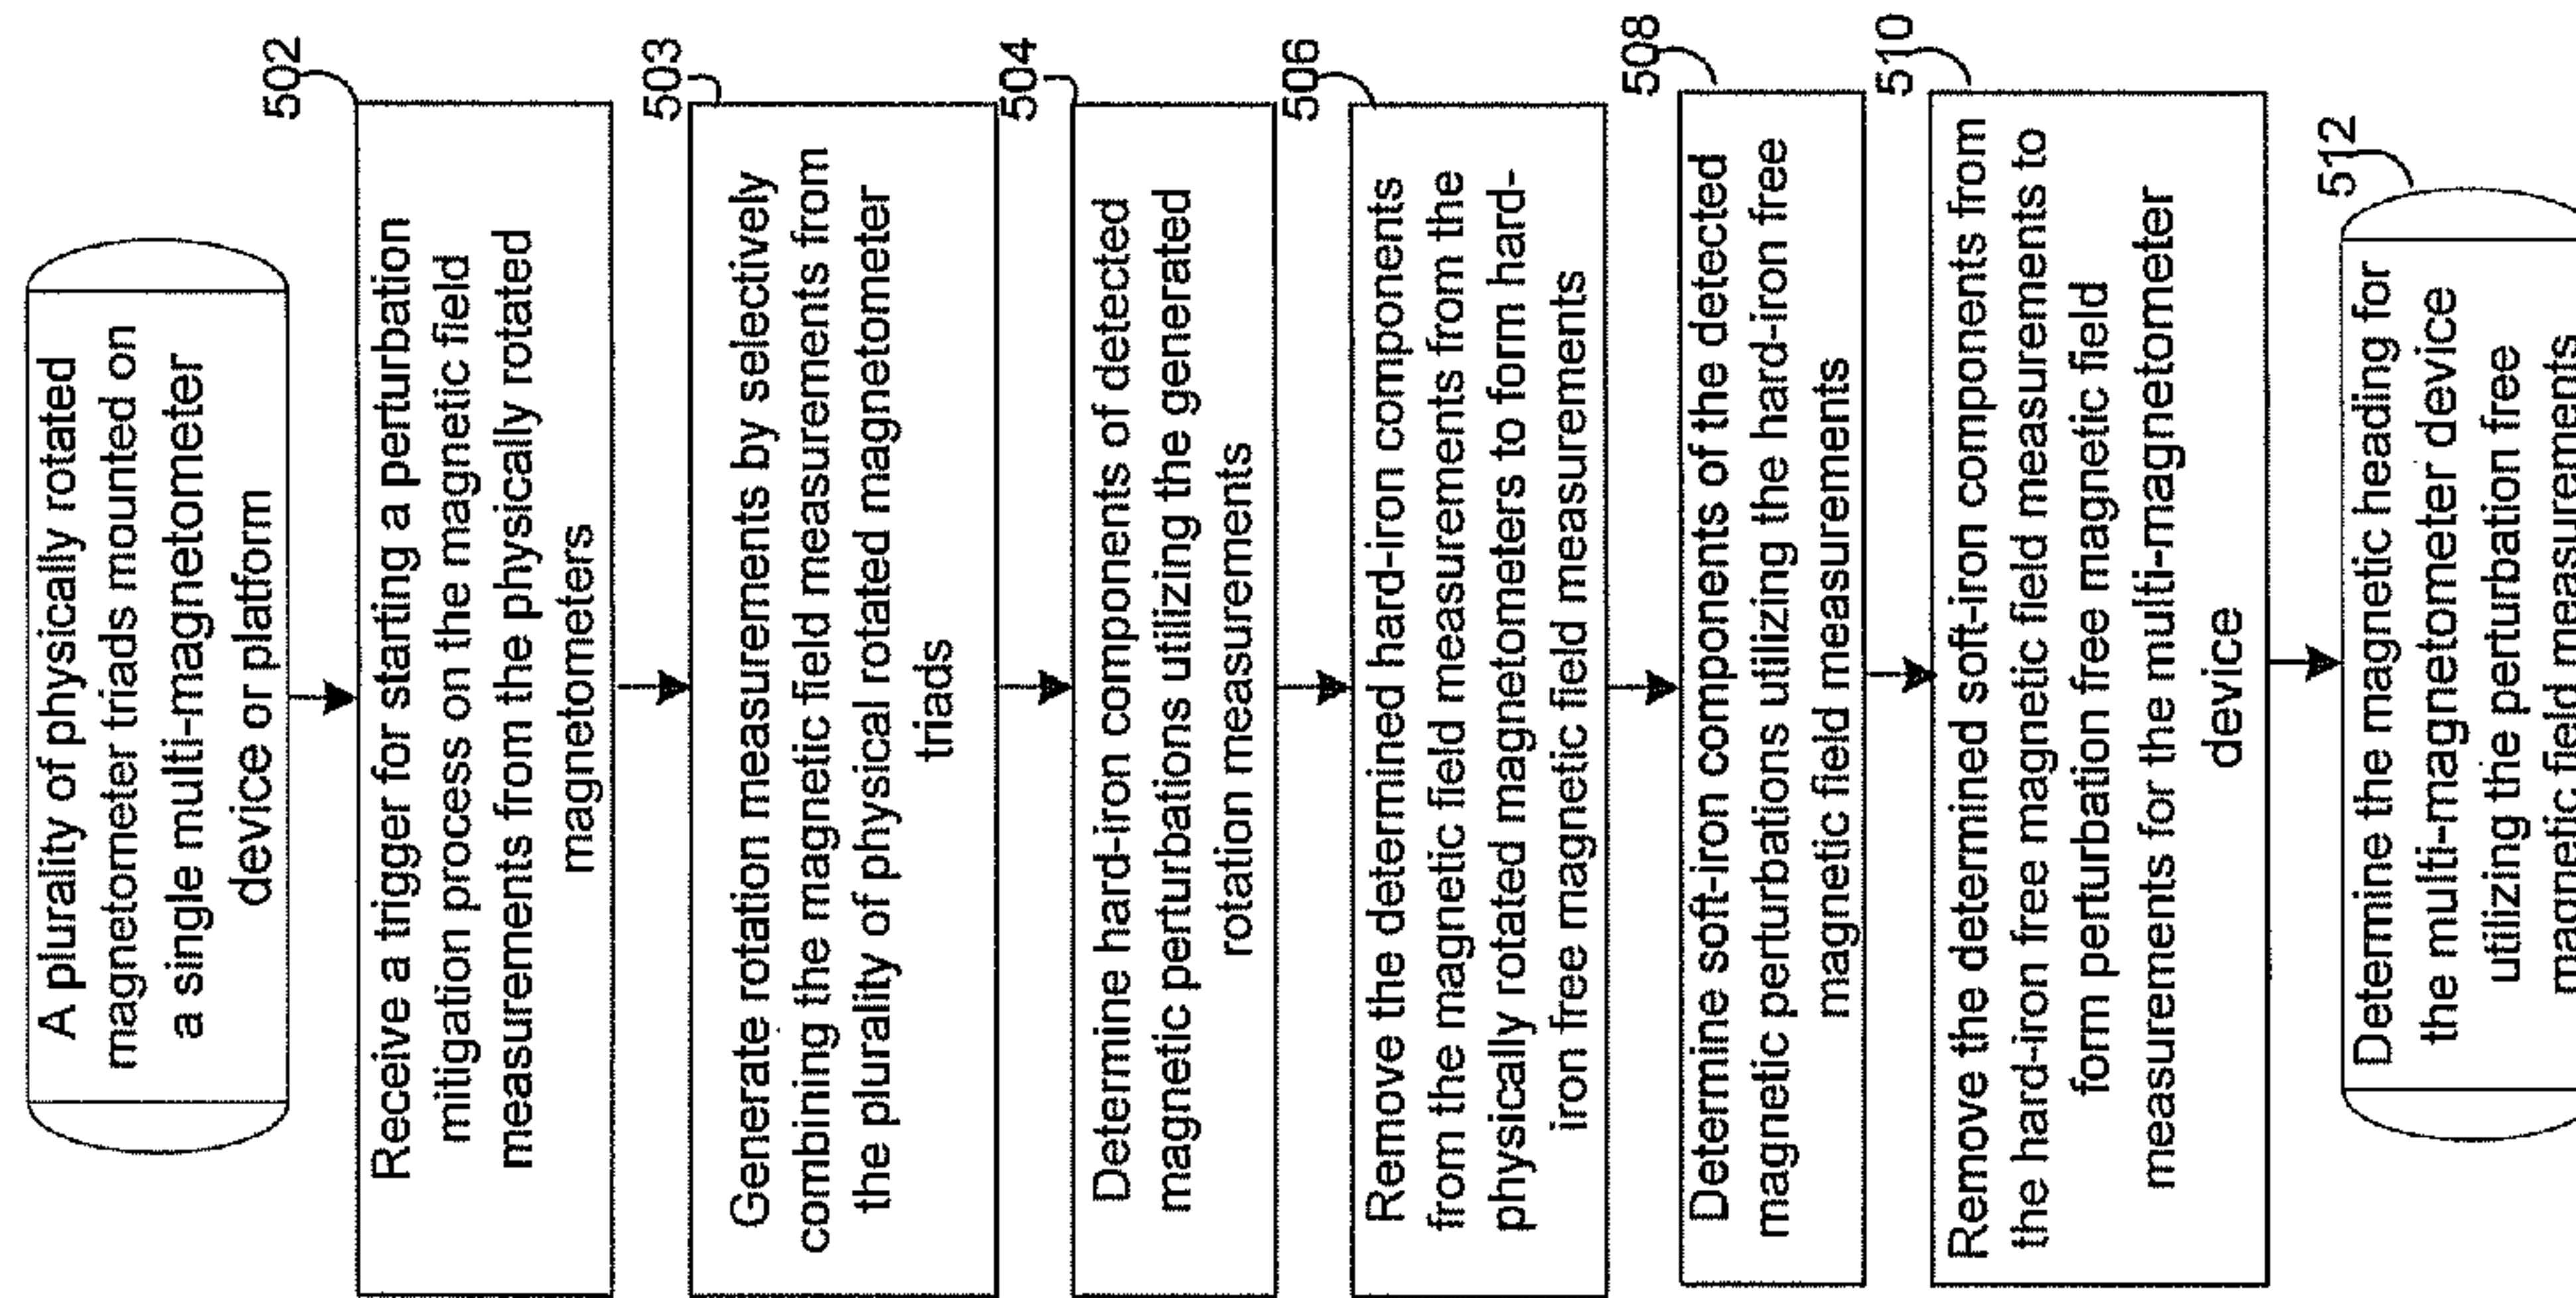 A plurality of physically rotated
magnetometer triads mounted on
a single multi-magnetometer
device or platform
502
Receive a trigger for starting a perturbation
mitigation process on the magnetic field
measurements from the physically rotated
magnetometers
503
Generate rotation measurements by selectively
combining the magnetic field measurements from
the plurality of physical rotated magnetometer
triads
504
Determine hard-iron components of detected
magnetic perturbations utilizing the generated
rotation measurements
506
Remove the determined hard-iron components
from the magnetic field measurements from the
physically rotated magnetometers to form hard-
iron free magnetic field measurements
508
Determine soft-iron components of the detected
magnetic perturbations utilizing the hard-iron free
magnetic field measurements
510
Remove the determined soft-iron components from
the hard-iron free magnetic field measurements to
form perturbation free magnetic field
measurements for the multi-magnetometer
device
512
Determine the magnetic heading for
the multi-magnetometer device
utilizing the perturbation free
magnetic field measurements